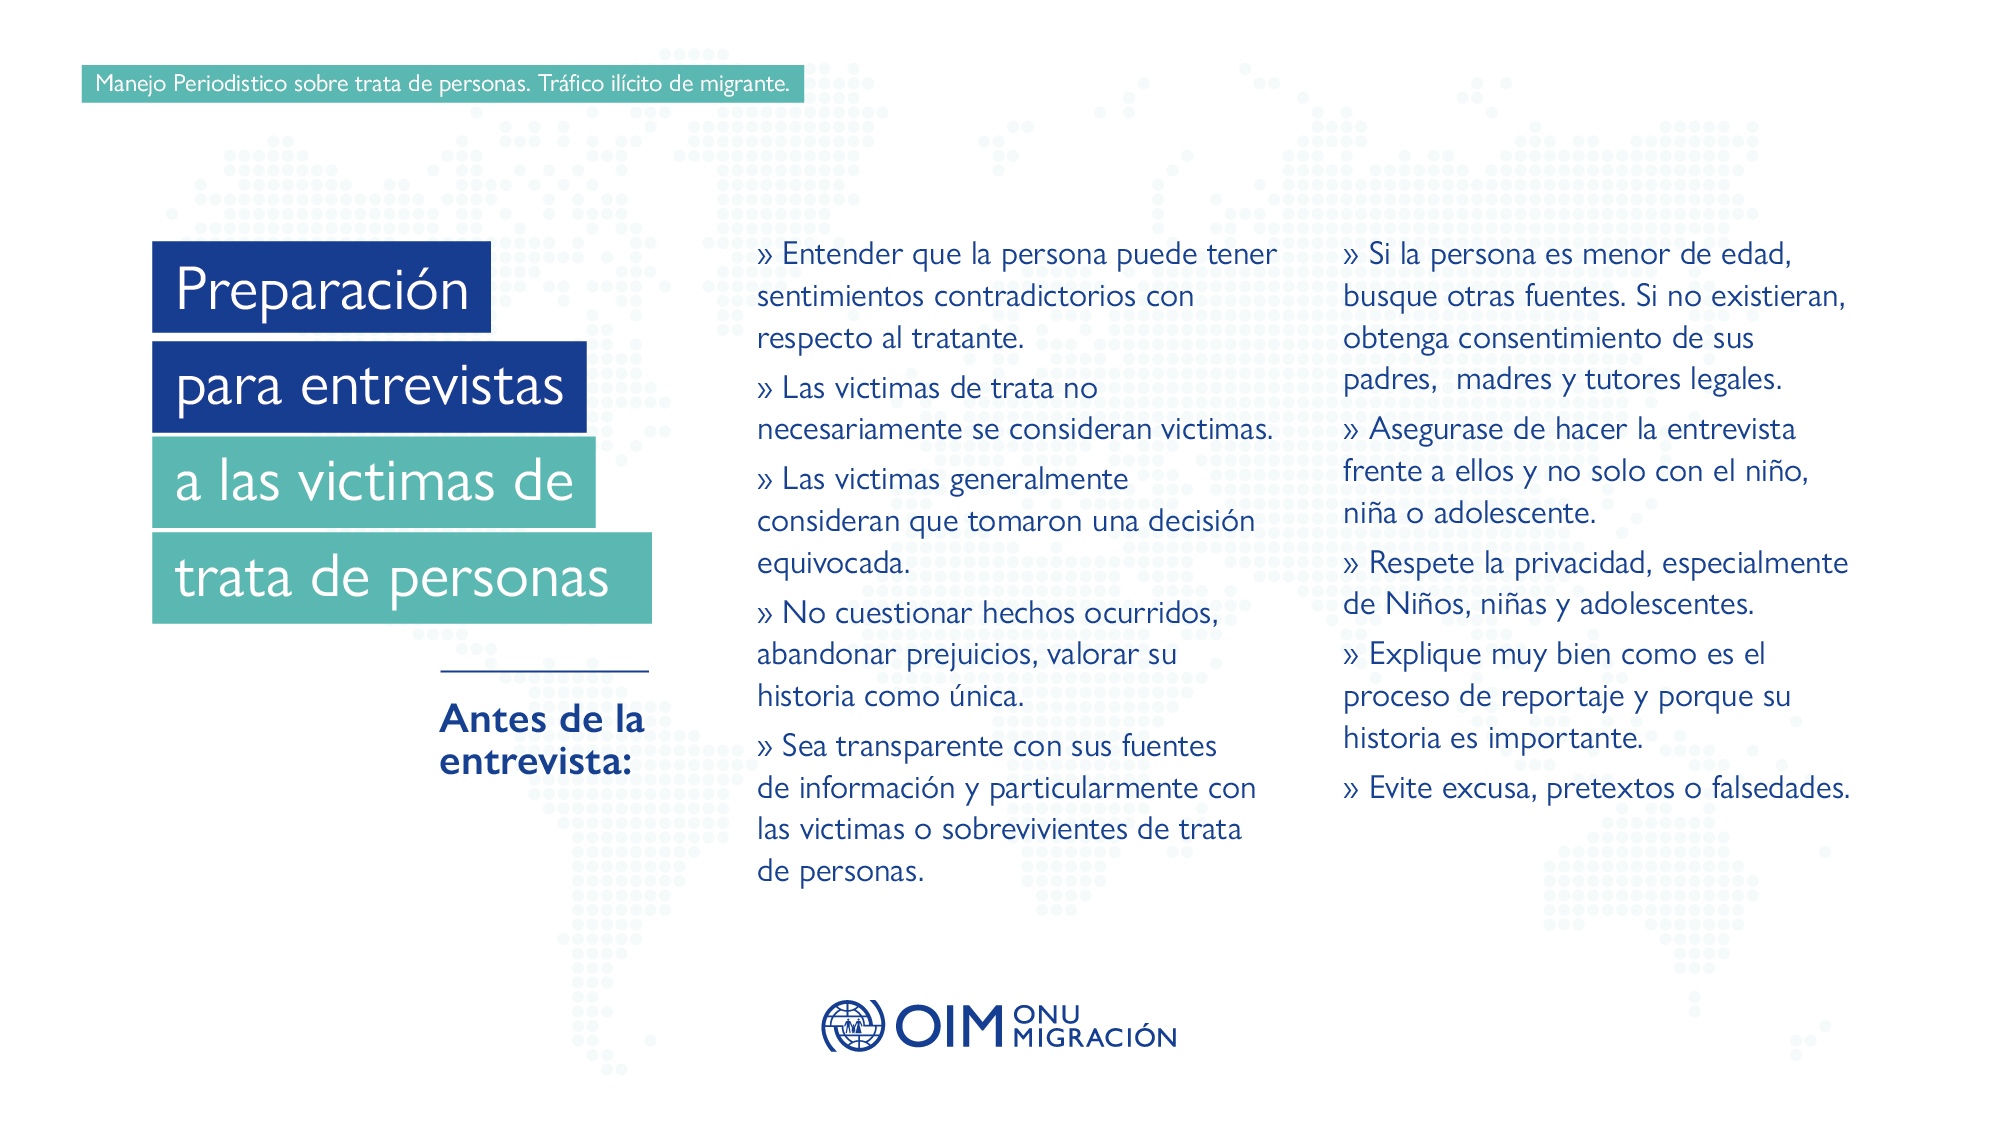 Manejo Periodistico sobre trata de personas. Tráfico ilícito de migrante.
Preparación
para entrevistas
a las victimas de
trata de personas
Antes de la
entrevista:
» Entender que la persona puede tener
sentimientos contradictorios con
respecto al tratante.
» Las victimas de trata no
necesariamente se consideran victimas.
» Las victimas generalmente
consideran que tomaron una decisión
equivocada.
» No cuestionar hechos ocurridos,
abandonar prejuicios, valorar su
historia como única.
» Sea transparente con sus fuentes
de información y particularmente con
las victimas o sobrevivientes de trata
de personas.
» Si la persona es menor de edad,
busque otras fuentes. Si no existieran,
obtenga consentimiento de sus
padres,  madres y tutores legales.
» Asegurase de hacer la entrevista
frente a ellos y no solo con el niño,
niña o adolescente.
» Respete la privacidad, especialmente
de Niños, niñas y adolescentes.
» Explique muy bien como es el
proceso de reportaje y porque su
historia es importante.
» Evite excusa, pretextos o falsedades.
OIM ONU
MIGRACIÓN